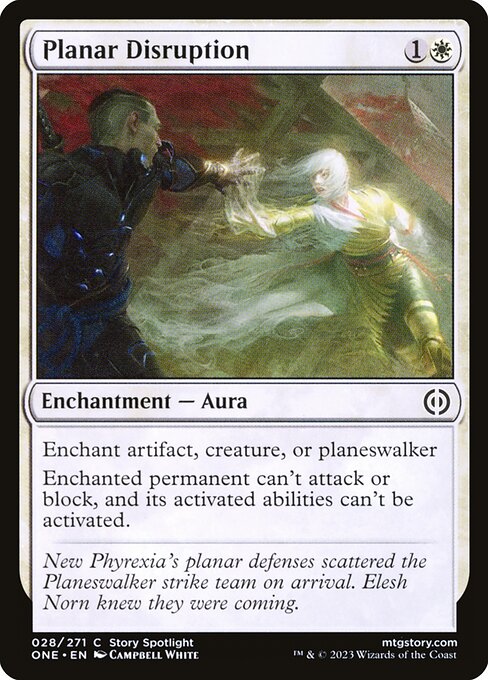 Planar Disruption 1
Enchantment — Aura
Enchant artifact, creature, or planeswalker
Enchanted permanent can't attack or
block, and its activated abilities can't be
activated.
New Phyrexia's planar defenses scattered the
Planeswalker strike team on arrival. Elesh
Norn knew they were coming.
028/271 C Story Spotlight mtgstory.com
ONE • EN Campbell White ™ & © 2023 Wizards of the Coast